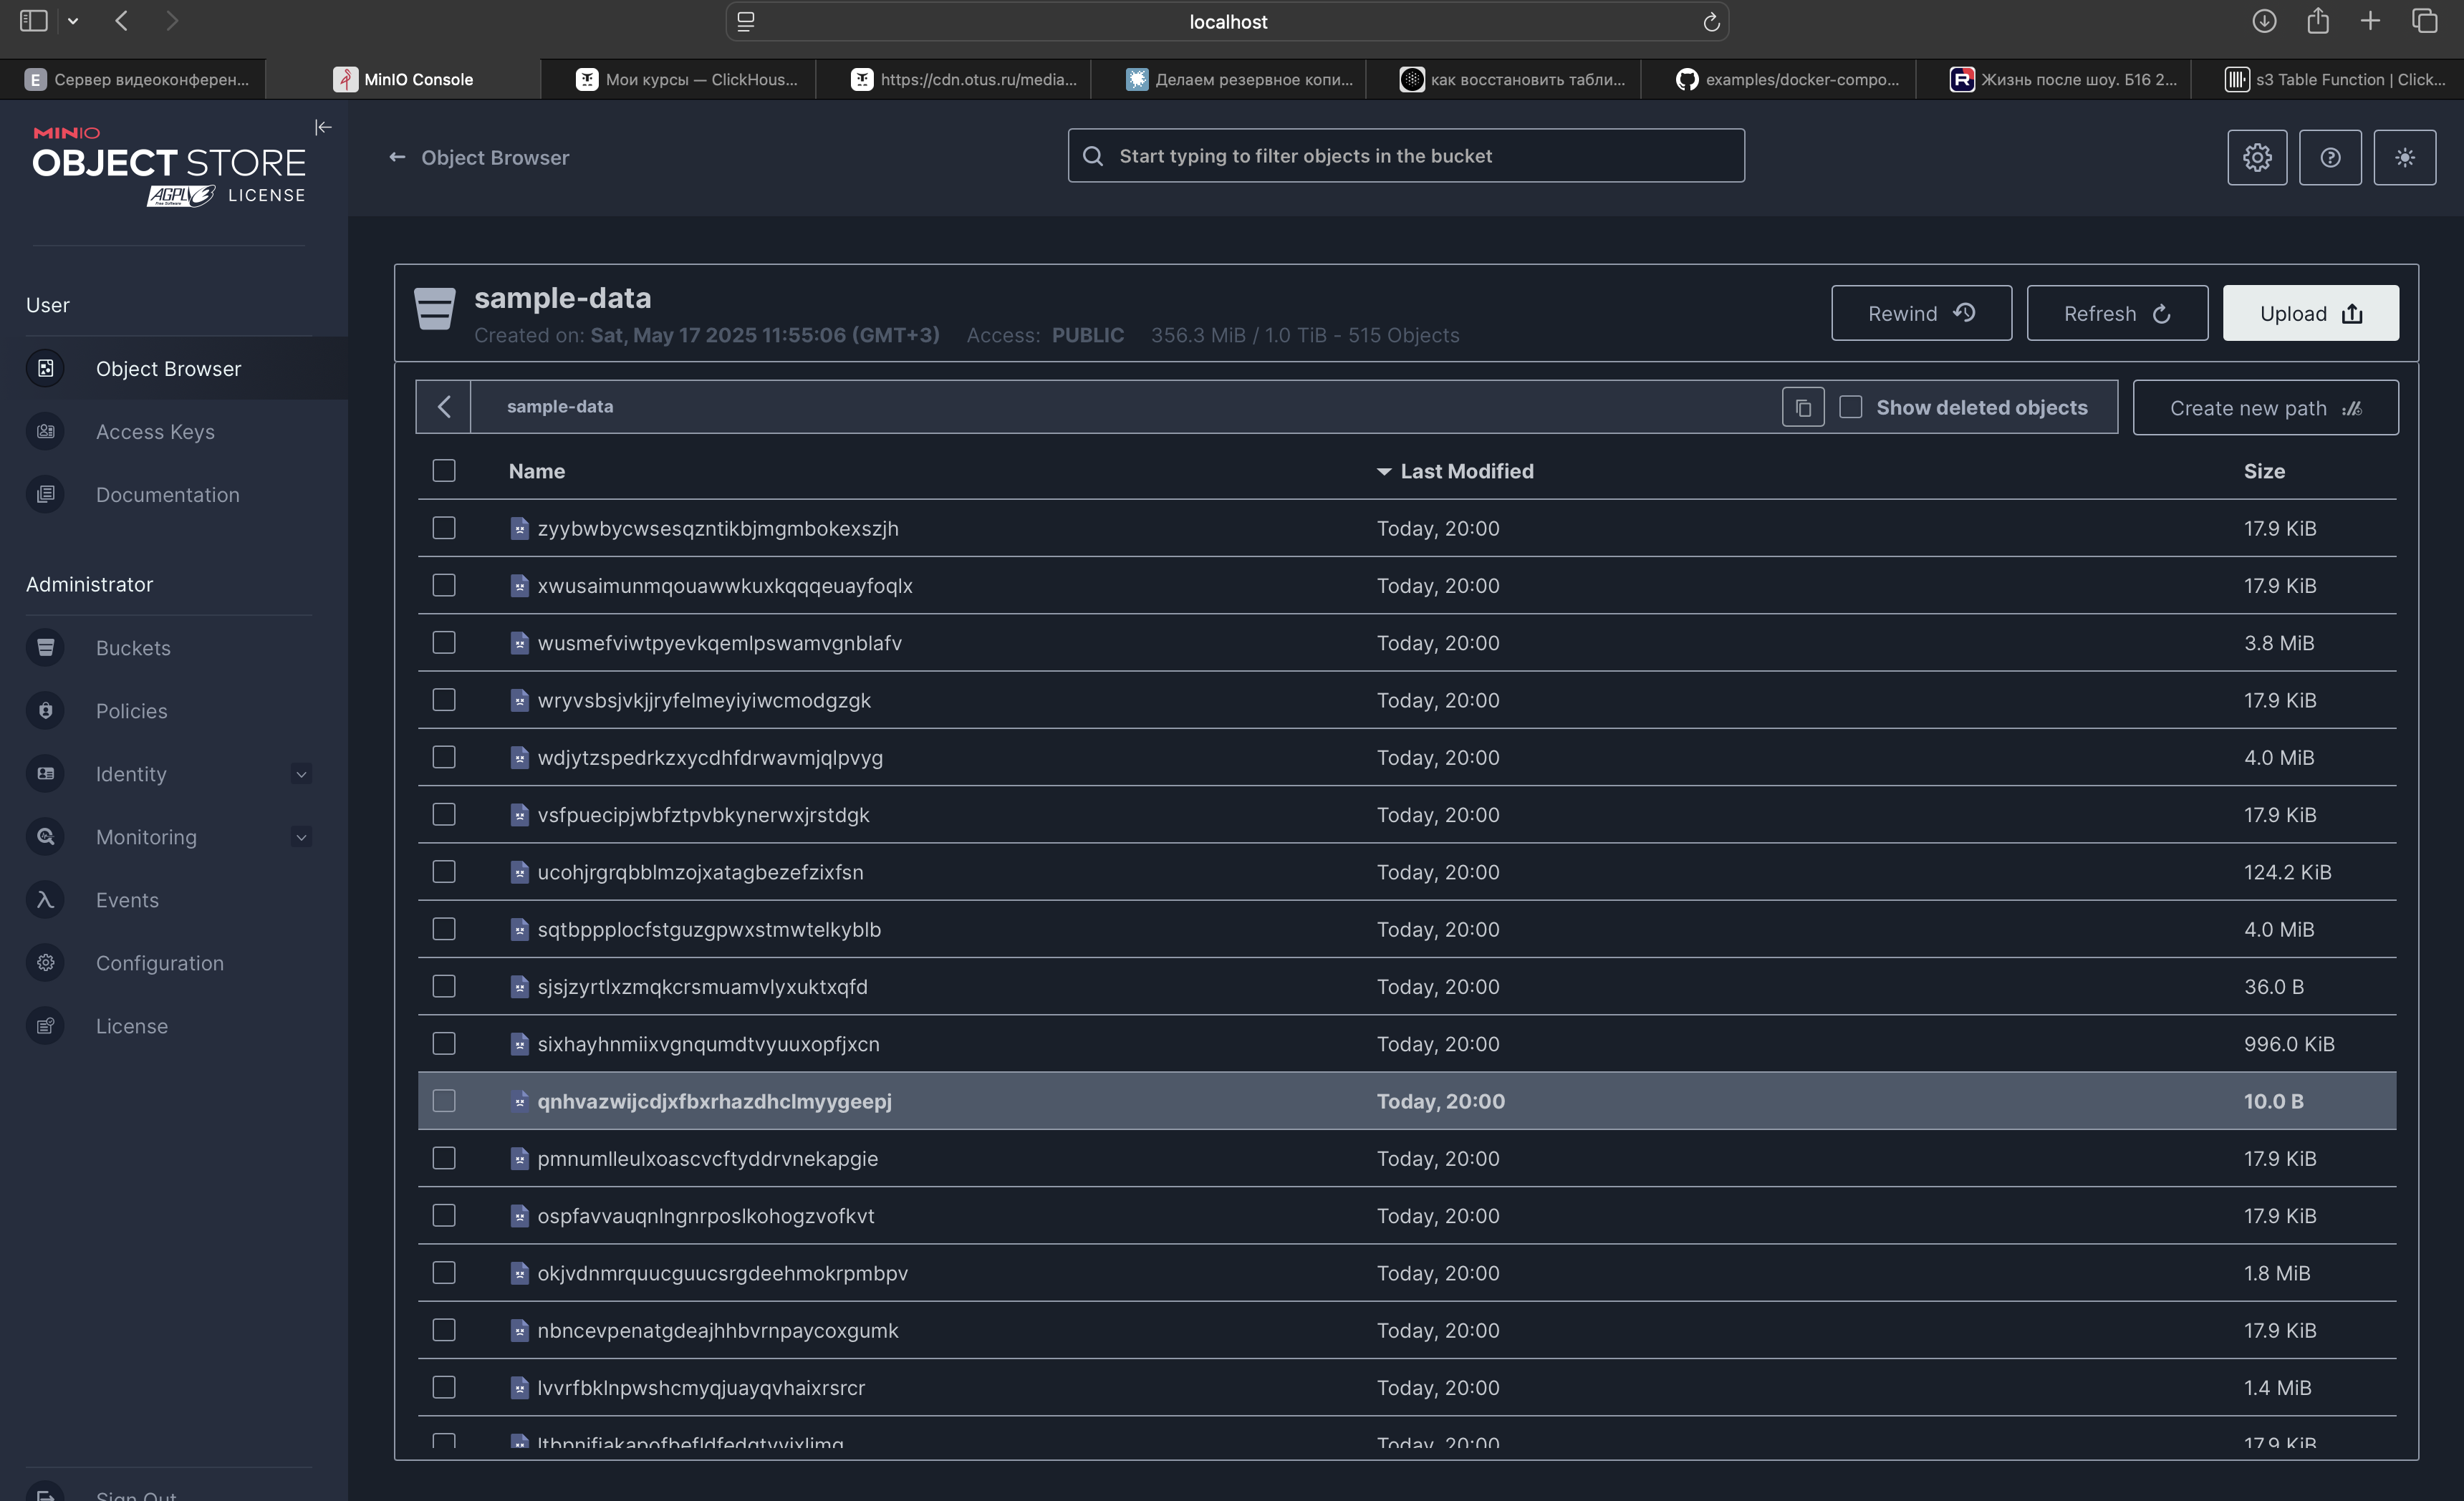 localhost
E Сервер видеоконферен...
MinIO Console
Мои курсы — ClickHous...
https://cdn.otus.ru/media...
Делаем резервное копи...
как восстановить табли...
examples/docker-compo...
Жизнь после шоу. Б16 2...
s3 Table Function | Click...
MINIO
OBJECT STORE
AGPL v3 LICENSE
Object Browser
Start typing to filter objects in the bucket
User
Object Browser
Access Keys
Documentation
Administrator
Buckets
Policies
Identity
Monitoring
Events
Configuration
License
Sign Out
sample-data
Created on: Sat, May 17 2025 11:55:06 (GMT+3) Access: PUBLIC 356.3 MiB / 1.0 TiB - 515 Objects
Rewind
Refresh
Upload
sample-data
Show deleted objects
Create new path
Name Last Modified Size
zyybwbycwsesqzntikbjmgmbokexszjh Today, 20:00 17.9 KiB
xwusaimunmqouawwkuxkqqqeuayfoqlx Today, 20:00 17.9 KiB
wusmefviwtpyevkqemlpswamvgnblafv Today, 20:00 3.8 MiB
wryvsbsjvkjjryfelmeyiyiwcmodgzgk Today, 20:00 17.9 KiB
wdjytzspedrkzxycdhfdrwavmjqlpvyg Today, 20:00 4.0 MiB
vsfpuecipjwbfztpvbkynerwxjrstdgk Today, 20:00 17.9 KiB
ucohjrgrqbblmzojxatagbezefzixfsn Today, 20:00 124.2 KiB
sqtbppplocfstguzgpwxstmwtelkyblb Today, 20:00 4.0 MiB
sjsjzyrtlxzmqkcrsmuamvlyxuktxqfd Today, 20:00 36.0 B
sixhayhnmiixvgnqumdtvyuuxopfjxcn Today, 20:00 996.0 KiB
qnhvazwijcdjxfbxrhazdhclmyygeepj Today, 20:00 10.0 B
pmnumlleulxoascvcftyddrvnekapgie Today, 20:00 17.9 KiB
ospfavvauqnlngnrposlkohogzvofkvt Today, 20:00 17.9 KiB
okjvdnmrquucguucsrgdeehmokrpmbpv Today, 20:00 1.8 MiB
nbncevpenatgdeajhhbvrnpaycoxgumk Today, 20:00 17.9 KiB
lvvrfbklnpwshcmyqjuayqvhaixrsrcr Today, 20:00 1.4 MiB
Today, 20:00 17.9 KiB